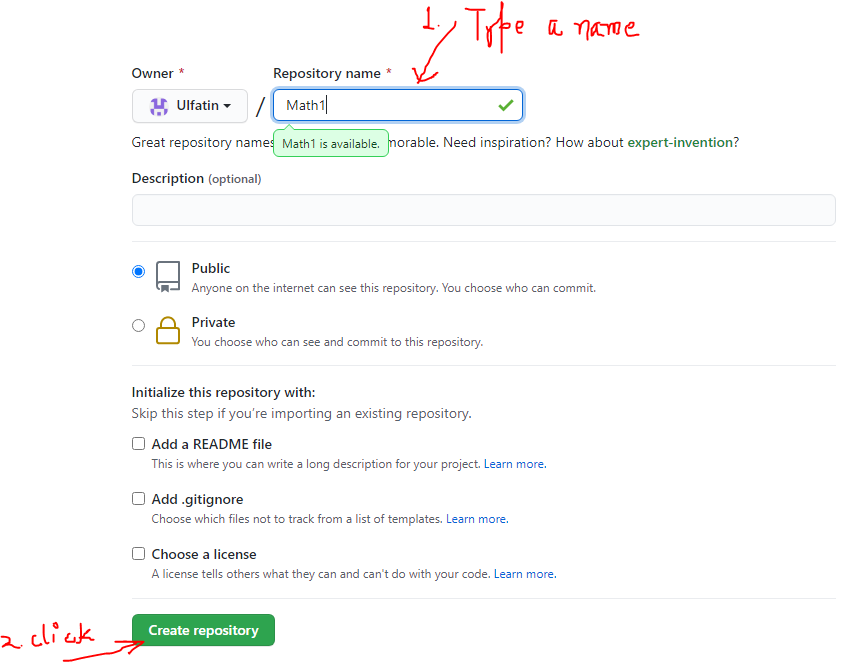 1. Type a name
Owner * Repository name *
Ulfatin / Math1
Great repository names morable. Need inspiration? How about expert-invention?
Math1 is available.
Description (optional)
Public
Anyone on the internet can see this repository. You choose who can commit.
Private
You choose who can see and commit to this repository.
Initialize this repository with:
Skip this step if you're importing an existing repository.
Add a README file
This is where you can write a long description for your project. Learn more.
Add .gitignore
Choose which files not to track from a list of templates. Learn more.
Choose a license
A license tells others what they can and can't do with your code. Learn more.
2. click Create repository